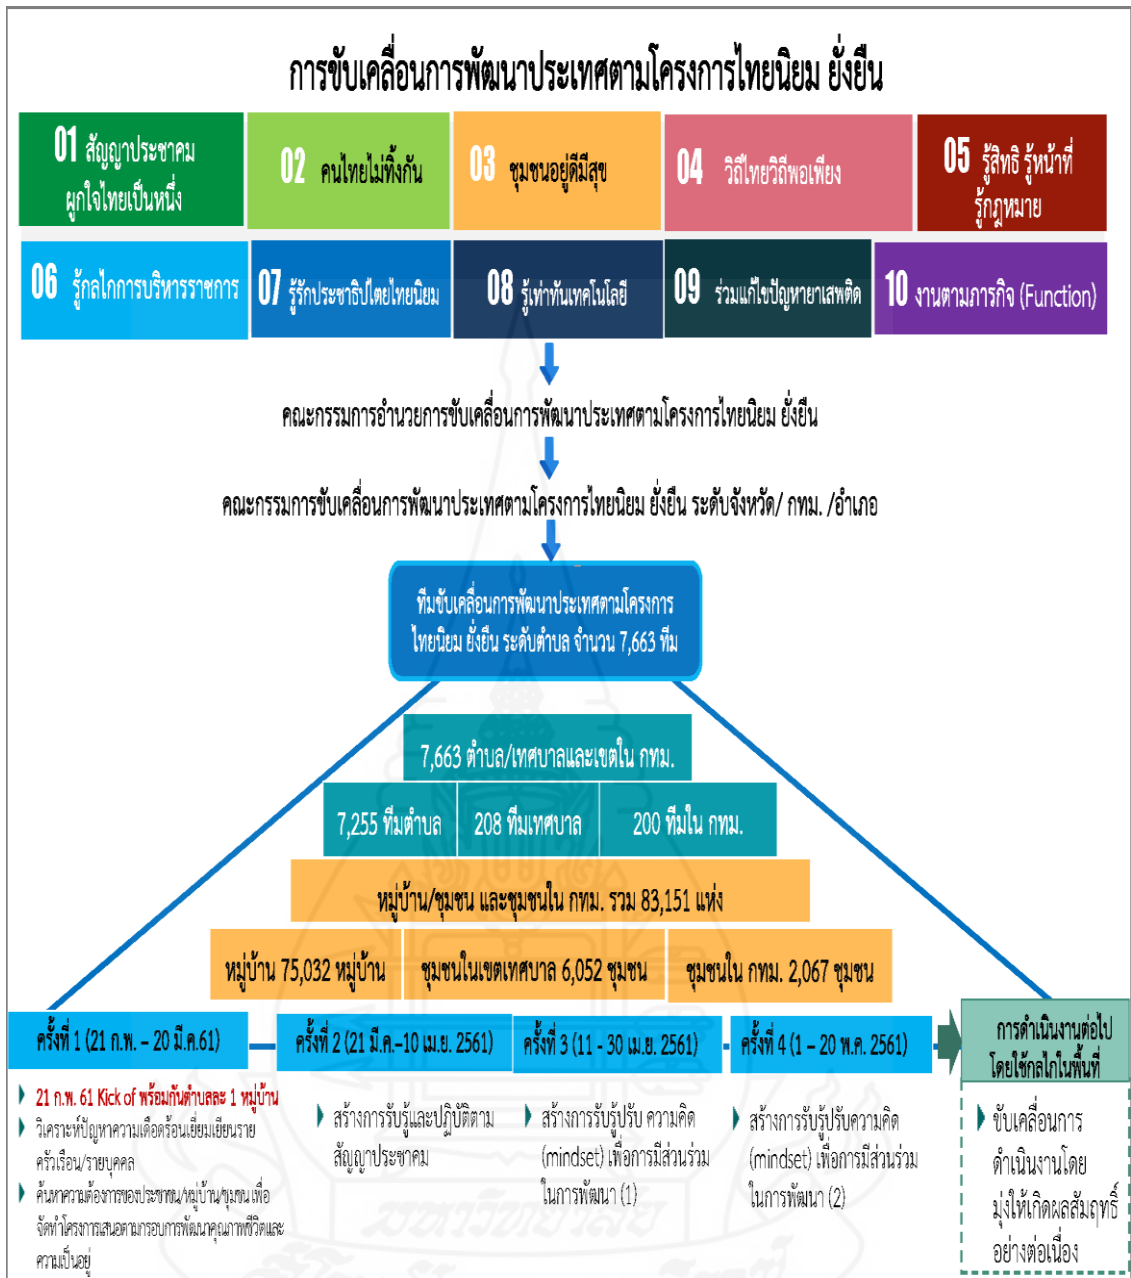 การขับเคลื่อนการพัฒนาประเทศตามโครงการไทยนิยม ยั่งยืน
01 สัญญาประชาคม
ผูกใจไทยเป็นหนึ่ง
02 คนไทยไม่ทิ้งกัน
03 ชุมชนอยู่ดีมีสุข
04 วิถีไทยวิถีพอเพียง
05 รู้สิทธิ รู้หน้าที่
รู้กฎหมาย
06 รู้กลไกการบริหารราชการ
07 รู้รักประชาธิปไตยไทยนิยม
08 รู้เท่าทันเทคโนโลยี
09 ร่วมแก้ไขปัญหายาเสพติด
10 งานตามภารกิจ (Function)
คณะกรรมการอำนวยการขับเคลื่อนการพัฒนาประเทศตามโครงการไทยนิยม ยั่งยืน
คณะกรรมการขับเคลื่อนการพัฒนาประเทศตามโครงการไทยนิยม ยั่งยืน ระดับจังหวัด/ กทม. /อำเภอ
ทีมขับเคลื่อนการพัฒนาประเทศตามโครงการ
ไทยนิยม ยั่งยืน ระดับตำบล จำนวน 7,663 ทีม
7,663 ตำบล/เทศบาลและเขตใน กทม.
7,255 ทีมตำบล
208 ทีมเทศบาล
200 ทีมใน กทม.
หมู่บ้าน/ชุมชน และชุมชนใน กทม. รวม 83,151 แห่ง
หมู่บ้าน 75,032 หมู่บ้าน
ชุมชนในเขตเทศบาล 6,052 ชุมชน
ชุมชนใน กทม. 2,067 ชุมชน
ครั้งที่ 1 (21 ก.พ. – 20 มี.ค.61)
21 ก.พ. 61 Kick of พร้อมกันตำบลละ 1 หมู่บ้าน
วิเคราะห์ปัญหาความเดือดร้อนเยี่ยมเยียนราย
ครัวเรือน/รายบุคคล
ค้นหาความต้องการของประชาชน/หมู่บ้าน/ชุมชน เพื่อ
จัดทำโครงการเสนอตามกรอบการพัฒนาคุณภาพชีวิตและ
ความเป็นอยู่
ครั้งที่ 2 (21 มี.ค.–10 เม.ย. 2561)
สร้างการรับรู้และปฏิบัติตาม
สัญญาประชาคม
ครั้งที่ 3 (11 - 30 เม.ย. 2561)
สร้างการรับรู้ปรับ ความคิด
(mindset) เพื่อการมีส่วนร่วม
ในการพัฒนา (1)
ครั้งที่ 4 (1 – 20 พ.ค. 2561)
สร้างการรับรู้ปรับความคิด
(mindset) เพื่อการมีส่วนร่วม
ในการพัฒนา (2)
การดำเนินงานต่อไป
โดยใช้กลไกในพื้นที่
ขับเคลื่อนการ
ดำเนินงานโดย
มุ่งให้เกิดผลสัมฤทธิ์
อย่างต่อเนื่อง